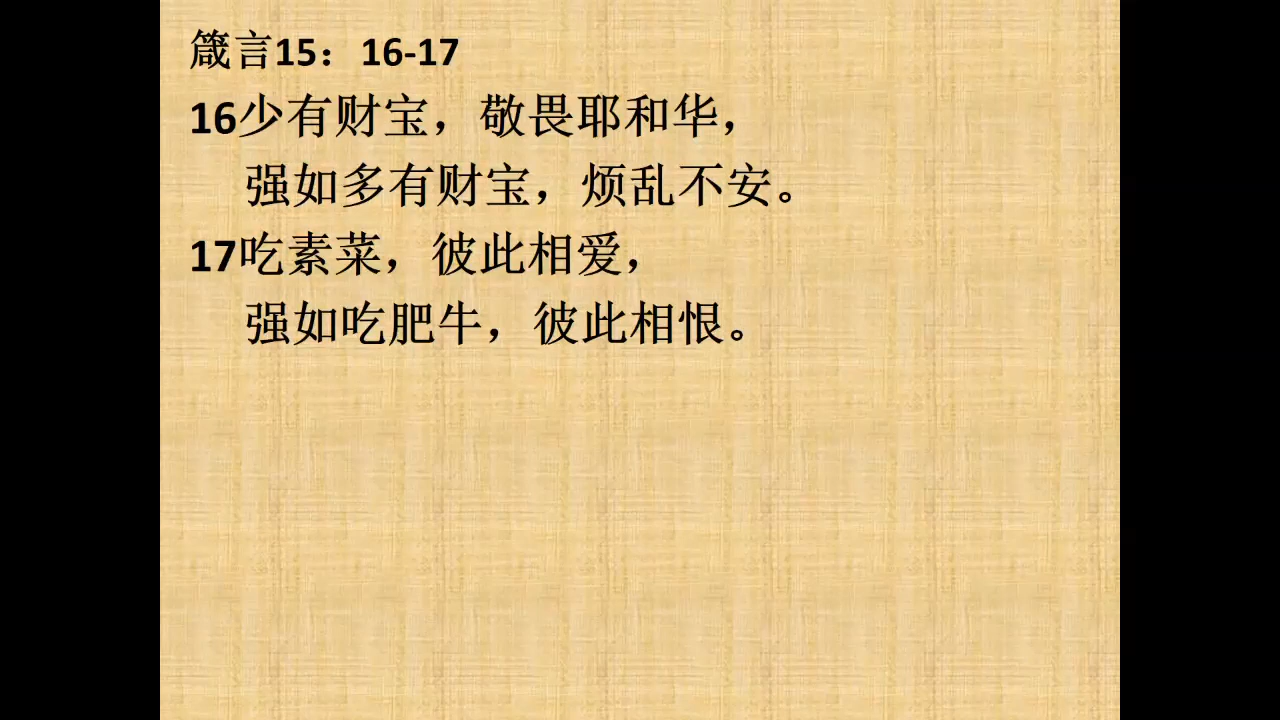 箴言15：16-17
16少有财宝，敬畏耶和华，
强如多有财宝，烦乱不安。
17吃素菜，彼此相爱，
强如吃肥牛，彼此相恨。